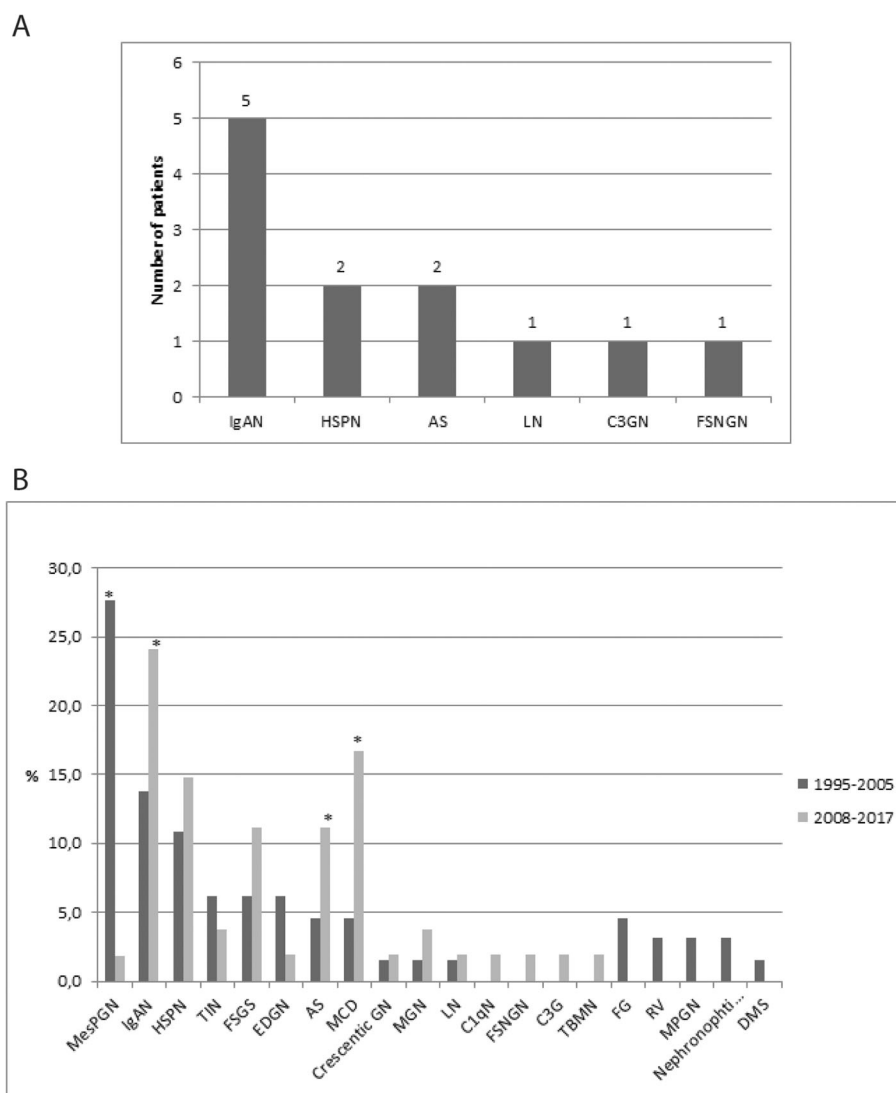 A
Number of patients
6
5
4
3
2
1
0
5
2
2
1
1
1
IgAN HSPN AS LN C3GN FSNGN
B
30,0
25,0
20,0
15,0
10,0
5,0
0,0
%
*
*
*
*
MesPGN
IgAN
HSPN
TIN
FSGS
EDGN
AS
MCD
Crescentic GN
MGN
LN
C1qN
FSNGN
C3G
TBMN
FG
RV
MPGN
Nephronophti...
DMS
1995-2005
2008-2017